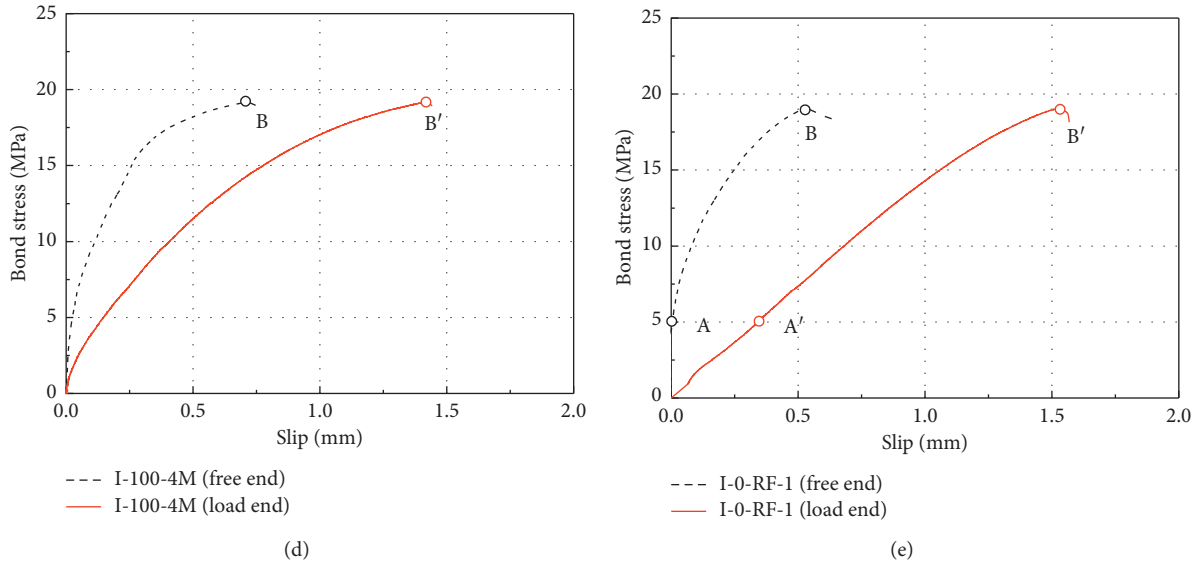 25
20
15
10
5
0
Bond stress (MPa)
B
B′
0.0
0.5
1.0
1.5
2.0
Slip (mm)
I-100-4M (free end)
I-100-4M (load end)
(d)
25
20
15
10
5
0
Bond stress (MPa)
B
B′
A
A′
0.0
0.5
1.0
1.5
2.0
Slip (mm)
I-0-RF-1 (free end)
I-0-RF-1 (load end)
(e)